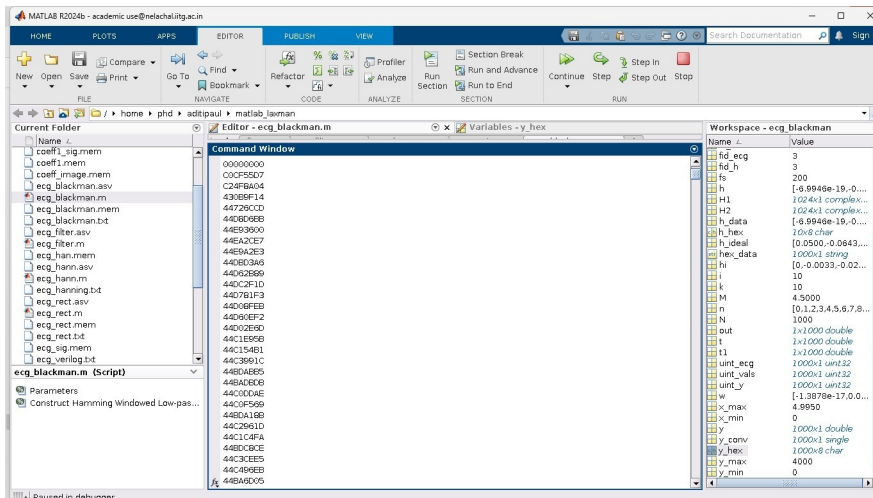 MATLAB R2024b - academic use@nelachal.iitg.ac.in
HOME PLOTS APPS EDITOR PUBLISH VIEW
Search Documentation Sign
New Open Save Compare Print Go To Find Bookmark Refactor Profiler Analyze Run Section Section Break Run and Advance Run to End Continue Step Step In Step Out Stop
FILE NAVIGATE CODE ANALYZE SECTION RUN
/ home phd aditipaul matlab_laxman
Current Folder
Name
coeff1_sig.mem
coeff1.mem
coeff_image.mem
ecg_blackman.asv
ecg_blackman.m
ecg_blackman.mem
ecg_blackman.txt
ecg_filter.asv
ecg_filter.m
ecg_han.mem
ecg_hann.asv
ecg_hann.m
ecg_hanning.txt
ecg_rect.asv
ecg_rect.m
ecg_rect.mem
ecg_rect.txt
ecg_sig.mem
ecg_verilog.txt
ecg_blackman.m (Script)
Parameters
Construct Hamming Windowed Low-pas...
Editor - ecg_blackman.m Variables - y_hex
Command Window
00000000
C0CF55D7
C24FBA04
430B9F14
44726CCD
44DBD6BB
44E93600
44EA2CE7
44E9A2E3
44DBD3A6
44D62B89
44DC2F1D
44D7B1F3
44D08FEB
44D60EF2
44D02E6D
44C1E95B
44C154B1
44C3991C
44BDABB5
44BADBDB
44C0DDAE
44C0F569
44BDA1BB
44C2961D
44C1C4FA
44BDCBCE
44C3CEE5
44C496EB
fx 44BA6D05
Workspace - ecg_blackman
Name Value
fid_ecg 3
fid_h 3
fs 200
h [-6.9946e-19,-0....
H1 1024x1 complex...
H2 1024x1 complex...
h_data [-6.9946e-19,-0....
h_hex 10x8 char
h_ideal [0.0500,-0.0643,...
hex_data 1000x1 string
hi [0,-0.0033,-0.02...
i 10
k 10
M 4.5000
n [0,1,2,3,4,5,6,7,8...
N 1000
out 1x1000 double
t 1x1000 double
t1 1x1000 double
uint_ecg 1000x1 uint32
uint_vals 1000x1 uint32
uint_y 1000x1 uint32
w [-1.3878e-17,0.0...
x_max 4.9950
x_min 0
y 1000x1 double
y_conv 1000x1 single
y_hex 1000x8 char
y_max 4000
y_min 0
Paused in debugger